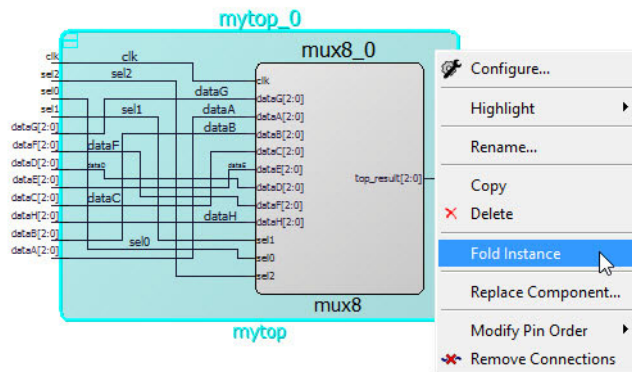 mytop_0
mux8_0
clk
clk
clk
sel2
sel2
sel0
sel1
sel1
dataG
dataG[2:0]
dataG[2:0]
dataA
dataA[2:0]
dataF[2:0]
dataB
dataB[2:0]
dataF
dataC[2:0]
dataD[2:0]
dataD
dataE
dataE[2:0]
dataE[2:0]
dataD[2:0]
dataC[2:0]
dataC
dataF[2:0]
dataH[2:0]
dataH
dataH[2:0]
dataB[2:0]
sel0
sel1
dataA[2:0]
sel0
sel2
top_result[2:0]
mux8
mytop
Configure...
Highlight
Rename...
Copy
Delete
Fold Instance
Replace Component...
Modify Pin Order
Remove Connections